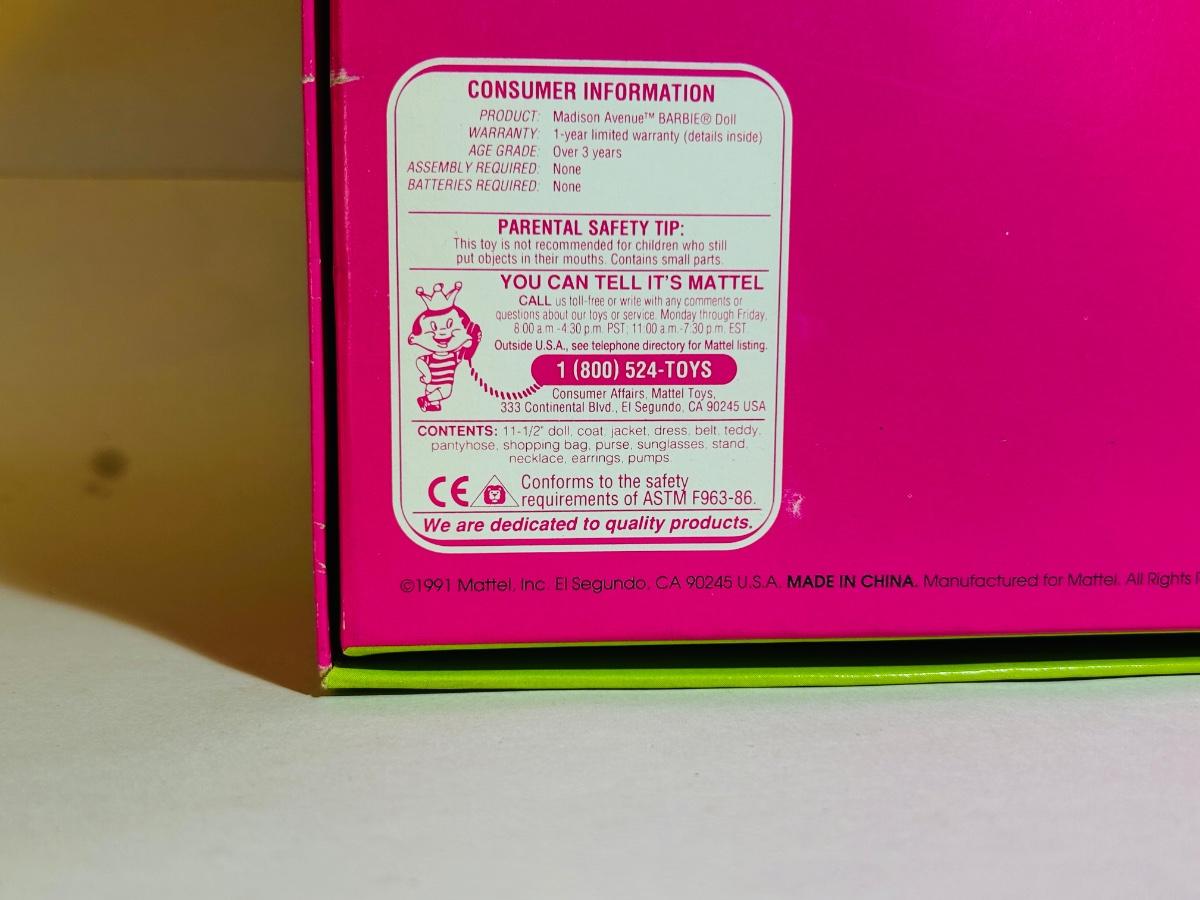 CONSUMER INFORMATION
PRODUCT: Madison Avenue™ BARBIE® Doll
WARRANTY: 1-year limited warranty (details inside)
AGE GRADE: Over 3 years
ASSEMBLY REQUIRED: None
BATTERIES REQUIRED: None
PARENTAL SAFETY TIP:
This toy is not recommended for children who still
put objects in their mouths. Contains small parts.
YOU CAN TELL IT'S MATTEL
CALL us toll-free or write with any comments or
questions about our toys or service. Monday through Friday,
8:00 a.m.-4:30 p.m. PST; 11:00 a.m.-7:30 p.m. EST.
Outside U.S.A., see telephone directory for Mattel listing.
1 (800) 524-TOYS
Consumer Affairs, Mattel Toys,
333 Continental Blvd., El Segundo, CA 90245 USA
CONTENTS: 11-1/2" doll, coat, jacket, dress, belt, teddy,
pantyhose, shopping bag, purse, sunglasses, stand,
necklace, earrings, pumps
CE Conforms to the safety
requirements of ASTM F963-86.
We are dedicated to quality products.
©1991 Mattel, Inc. El Segundo, CA 90245 U.S.A. MADE IN CHINA. Manufactured for Mattel. All Rights